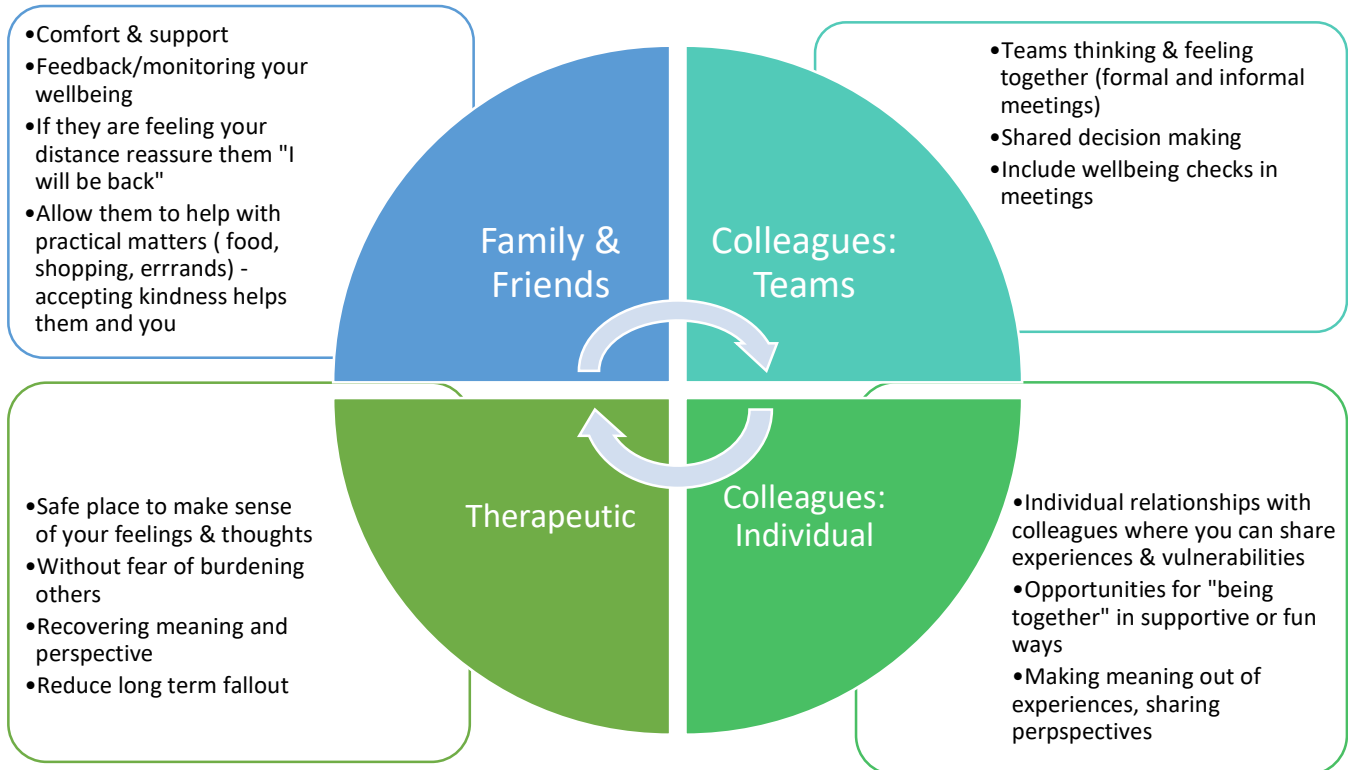 •Comfort & support
•Feedback/monitoring your
wellbeing
•If they are feeling your
distance reassure them "I
will be back"
•Allow them to help with
practical matters ( food,
shopping, errrands) -
accepting kindness helps
them and you
Family &
Friends
Colleagues:
Teams
•Teams thinking & feeling
together (formal and informal
meetings)
•Shared decision making
•Include wellbeing checks in
meetings
•Safe place to make sense
of your feelings & thoughts
•Without fear of burdening
others
•Recovering meaning and
perspective
•Reduce long term fallout
Therapeutic
Colleagues:
Individual
•Individual relationships with
colleagues where you can share
experiences & vulnerabilities
•Opportunities for "being
together" in supportive or fun
ways
•Making meaning out of
experiences, sharing
perpspectives